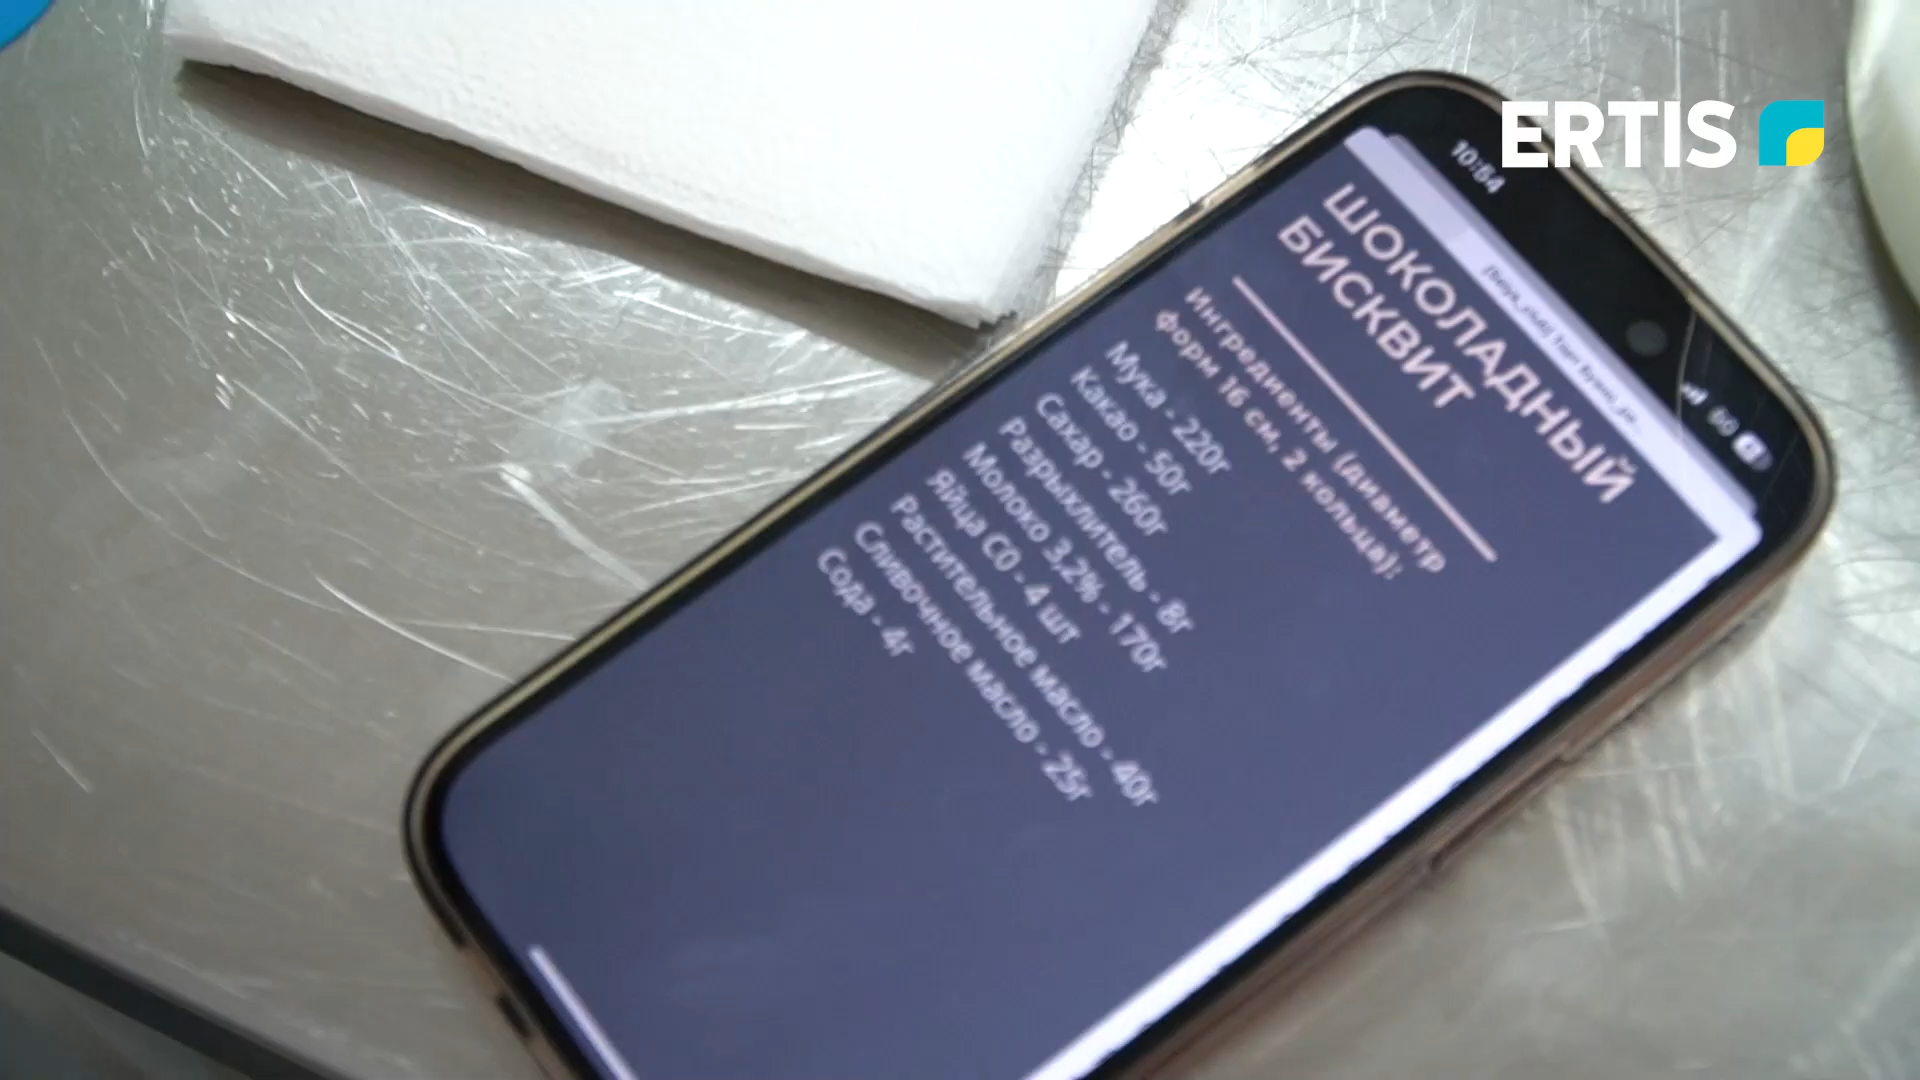 ERTIS
10:54
ШОКОЛАДНЫЙ
БИСКВИТ
Ингредиенты (диаметр
форм 16 см, 2 кольца):
Мука - 220г
Какао - 50г
Сахар - 260г
Разрыхлитель - 8г
Молоко 3,2% - 170г
Яйца С0 - 4 шт
Растительное масло - 40г
Сливочное масло - 25г
Сода - 4г